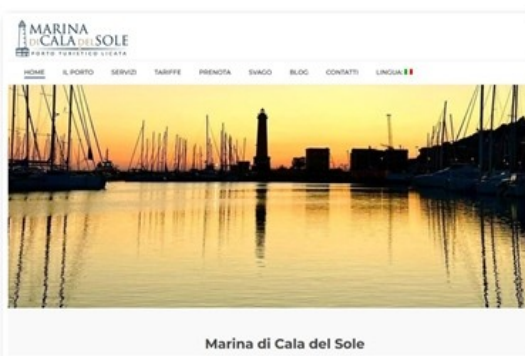 MARINA
DI CALA DEL SOLE
PORTO TURISTICO LICATA
HOME IL PORTO SERVIZI TARIFFE PRENOTA SVAGO BLOG CONTATTI LINGUA:
Marina di Cala del Sole